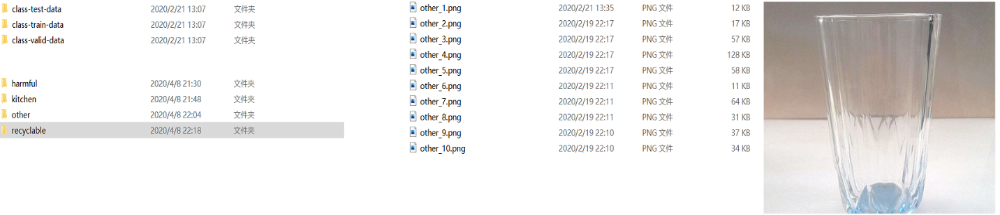 class-test-data 2020/2/21 13:07 文件夹
class-train-data 2020/2/21 13:07 文件夹
class-valid-data 2020/2/21 13:07 文件夹
harmful 2020/4/8 21:30 文件夹
kitchen 2020/4/8 21:48 文件夹
other 2020/4/8 22:04 文件夹
recyclable 2020/4/8 22:18 文件夹
other_1.png 2020/2/21 13:35 PNG 文件 12 KB
other_2.png 2020/2/19 22:17 PNG 文件 17 KB
other_3.png 2020/2/19 22:17 PNG 文件 57 KB
other_4.png 2020/2/19 22:17 PNG 文件 128 KB
other_5.png 2020/2/19 22:17 PNG 文件 58 KB
other_6.png 2020/2/19 22:11 PNG 文件 11 KB
other_7.png 2020/2/19 22:11 PNG 文件 64 KB
other_8.png 2020/2/19 22:11 PNG 文件 31 KB
other_9.png 2020/2/19 22:10 PNG 文件 37 KB
other_10.png 2020/2/19 22:10 PNG 文件 34 KB